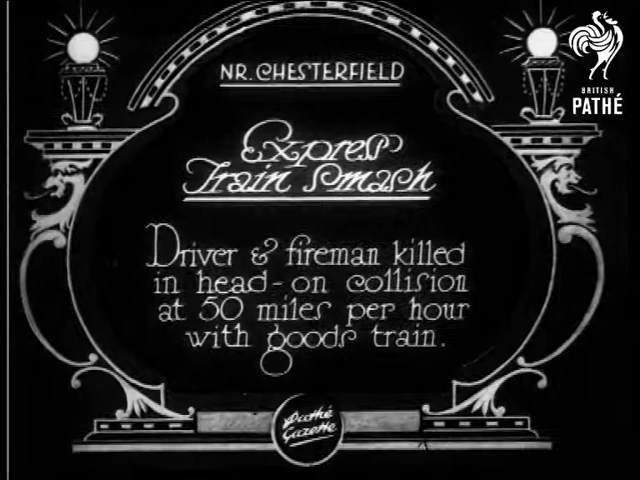 BRITISH
PATHÉ
NR. CHESTERFIELD
Express
Train Smash
Driver & fireman killed
in head-on collision
at 50 miles per hour
with goods train.
Pathé
Gazette